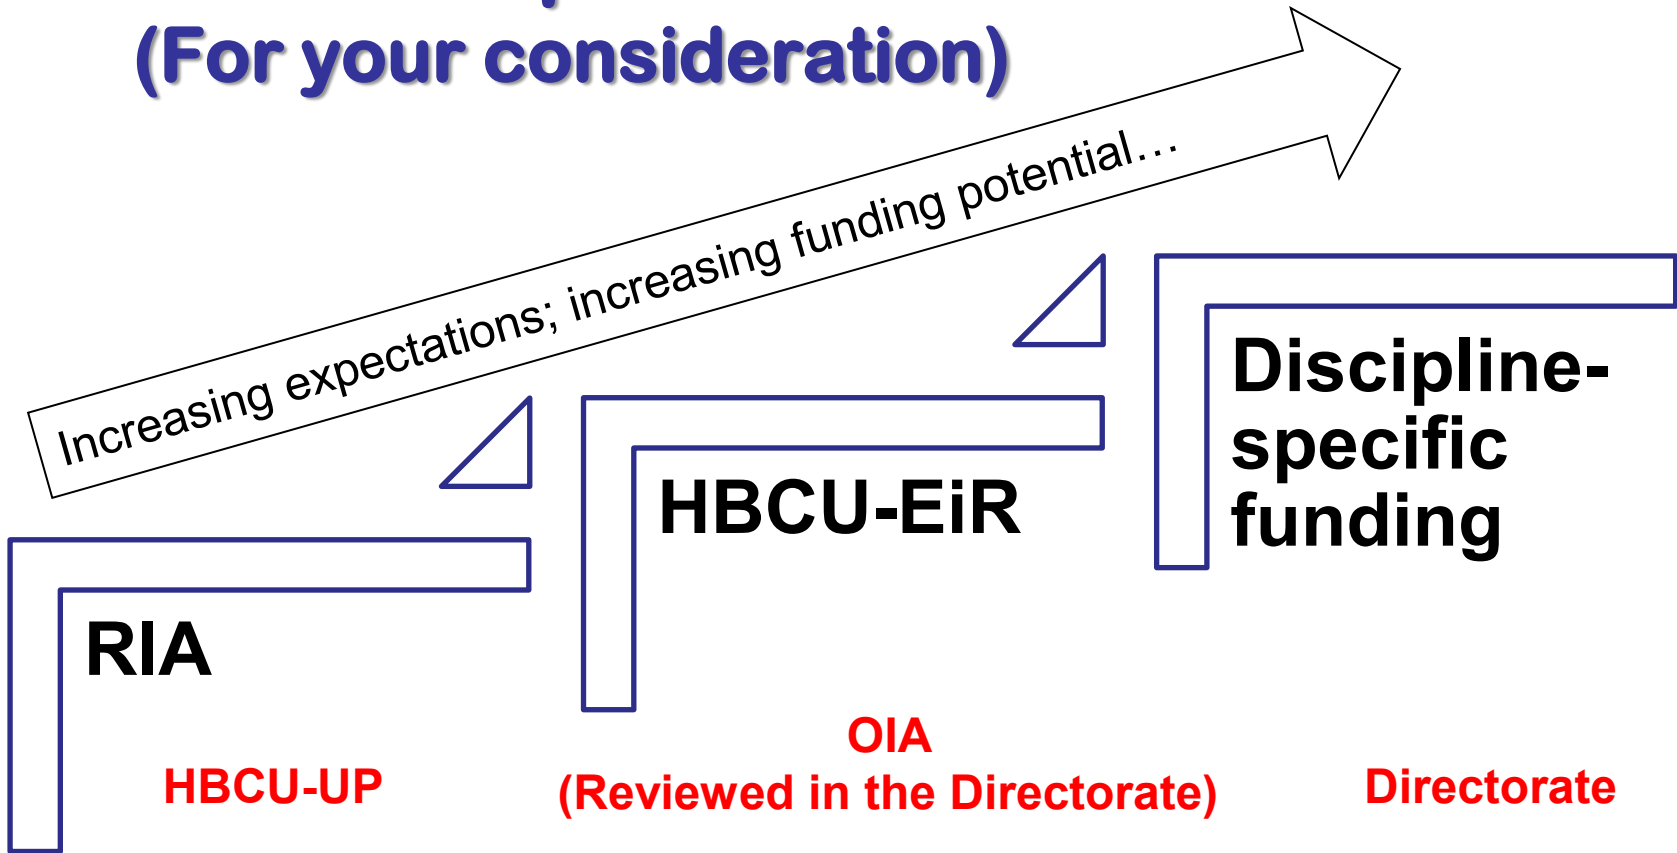 (For your consideration)
Increasing expectations; increasing funding potential…
RIA
HBCU-EiR
Discipline-
specific
funding
HBCU-UP
OIA
(Reviewed in the Directorate)
Directorate